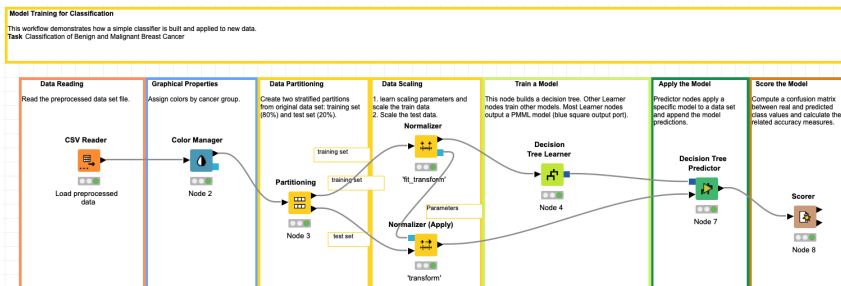 Model Training for Classification
This workflow demonstrates how a simple classifier is built and applied to new data.
Task Classification of Benign and Malignant Breast Cancer
Data Reading
Read the preprocessed data set file.
CSV Reader
Load preprocessed
data
Graphical Properties
Assign colors by cancer group.
Color Manager
Node 2
Data Partitioning
Create two stratified partitions
from original data set: training set
(80%) and test set (20%).
training set
training set
Partitioning
Node 3
test set
Data Scaling
1. learn scaling parameters and
scale the train data
2. Scale the test data.
Normalizer
'fit_transform'
Parameters
Normalizer (Apply)
'transform'
Train a Model
This node builds a decision tree. Other Learner
nodes train other models. Most Learner nodes
output a PMML model (blue square output port).
Decision
Tree Learner
Node 4
Apply the Model
Predictor nodes apply a
specific model to a data set
and append the model
predictions.
Decision Tree
Predictor
Node 7
Score the Model
Compute a confusion matrix
between real and predicted
class values and calculate the
related accuracy measures.
Scorer
Node 8